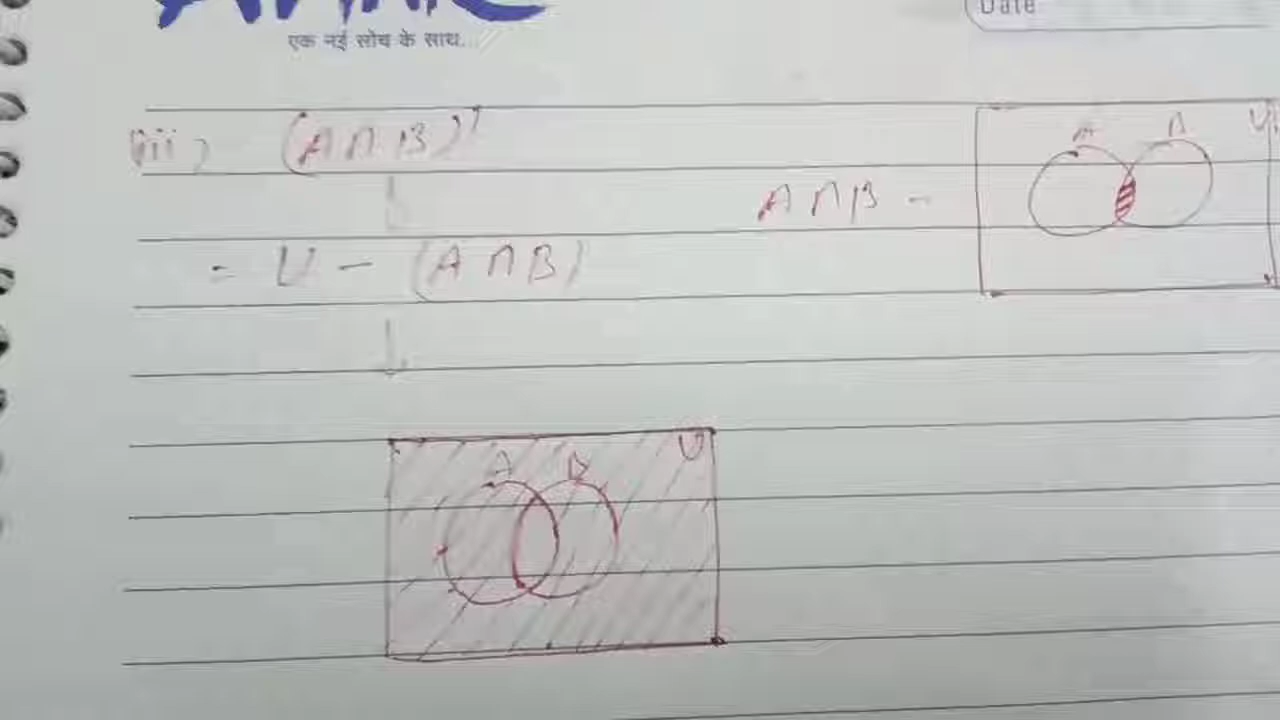 एक नई सोच के साथ...
Date
iii) (A∩B)'
A∩B -
A B U
= U - (A∩B)
A B U